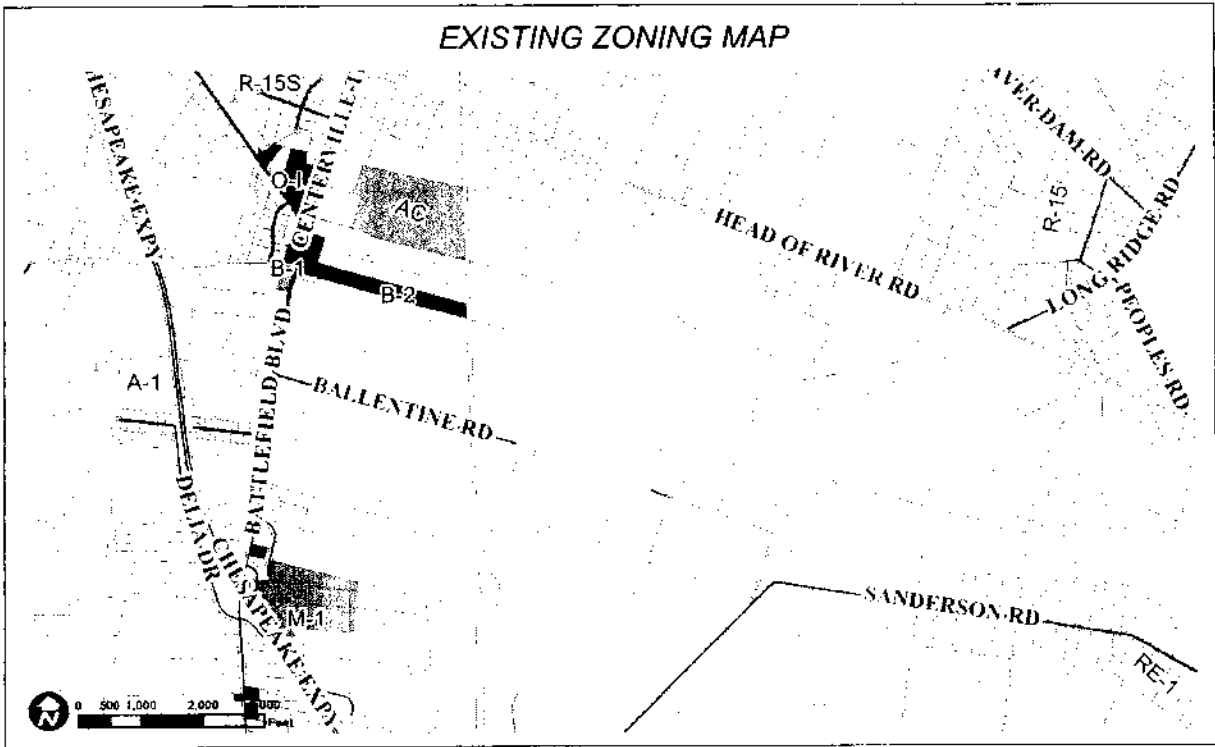 EXISTING ZONING MAP
R-15S
CHESAPEAKE EXPY
O-I
AC
B-1
B-2
HEAD OF RIVER RD
R-15
LONG RIDGE RD
PEOPLES RD
A-1
BATTLEFIELD BLVD
BALLENTINE RD
DELIA DR
CHESAPEAKE EXPY
M-1
SANDERSON RD
RE-1
N
0 500 1,000 2,000
Feet